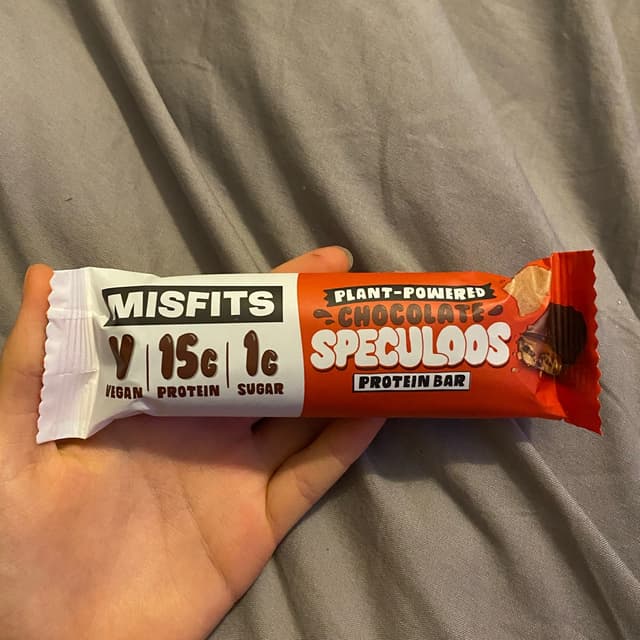 MISFITS
V
VEGAN
15G
PROTEIN
1G
SUGAR
PLANT-POWERED
CHOCOLATE
SPECULOOS
PROTEIN BAR